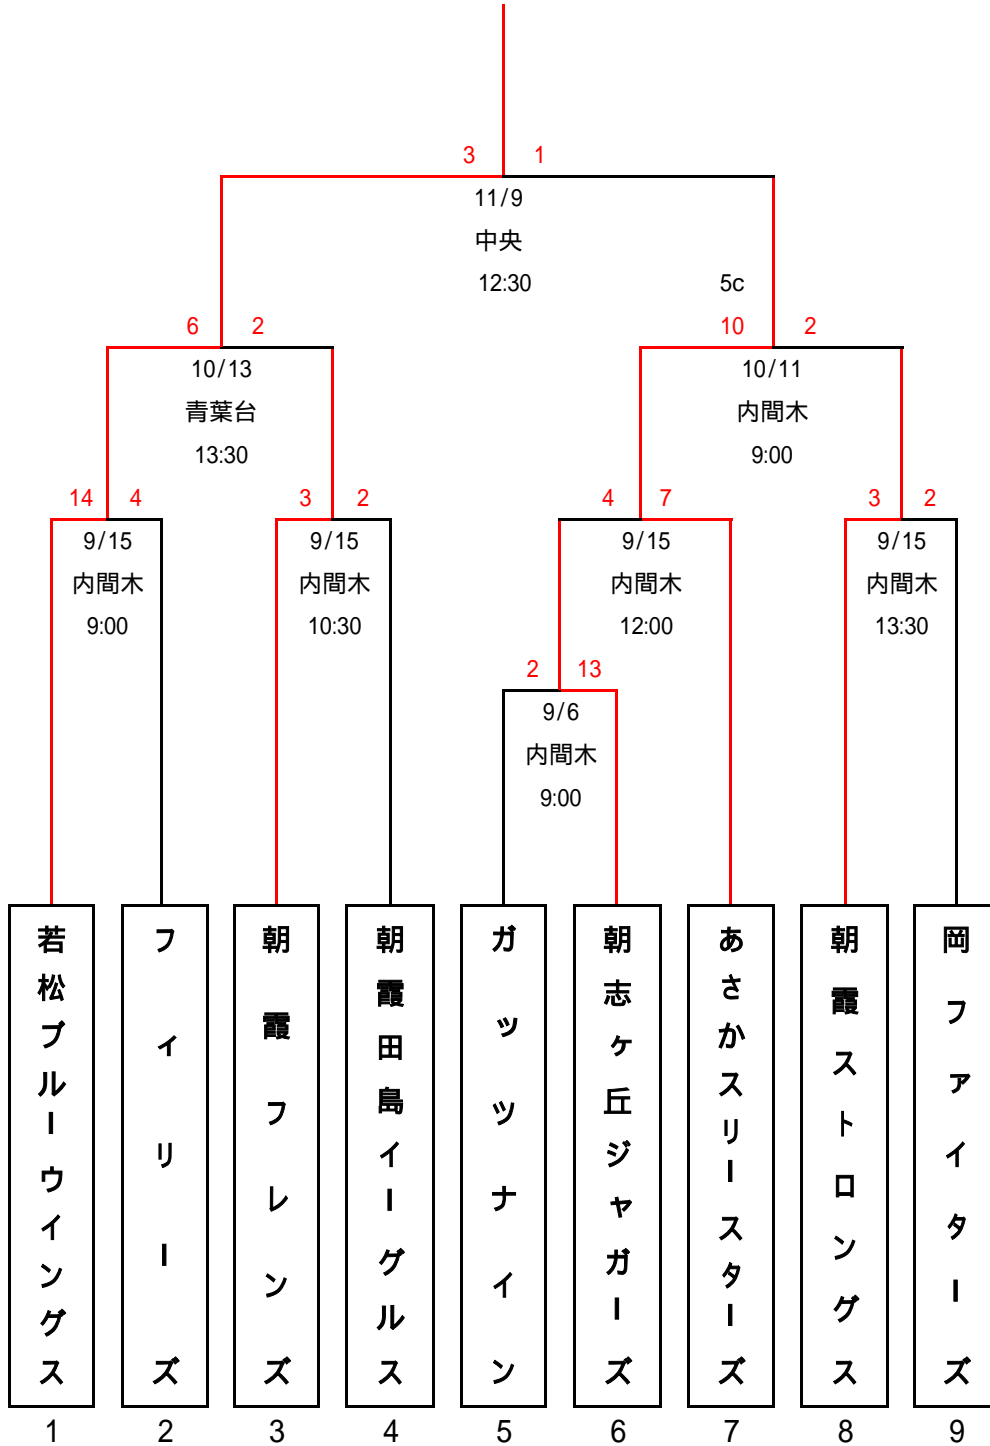 3 1
11/9
中央
12:30
5c
6 2
10 2
10/13
青葉台
13:30
10/11
内間木
9:00
14 4
3 2
4 7
3 2
9/15
内間木
9:00
9/15
内間木
10:30
9/15
内間木
12:00
9/15
内間木
13:30
2 13
9/6
内間木
9:00
若松ブルーウイングス
フィリーズ
朝霞フレンズ
朝霞田島イーグルス
ガッツナイン
朝志ヶ丘ジャガーズ
あさかスリースターズ
朝霞ストロングス
岡ファイターズ
1 2 3 4 5 6 7 8 9